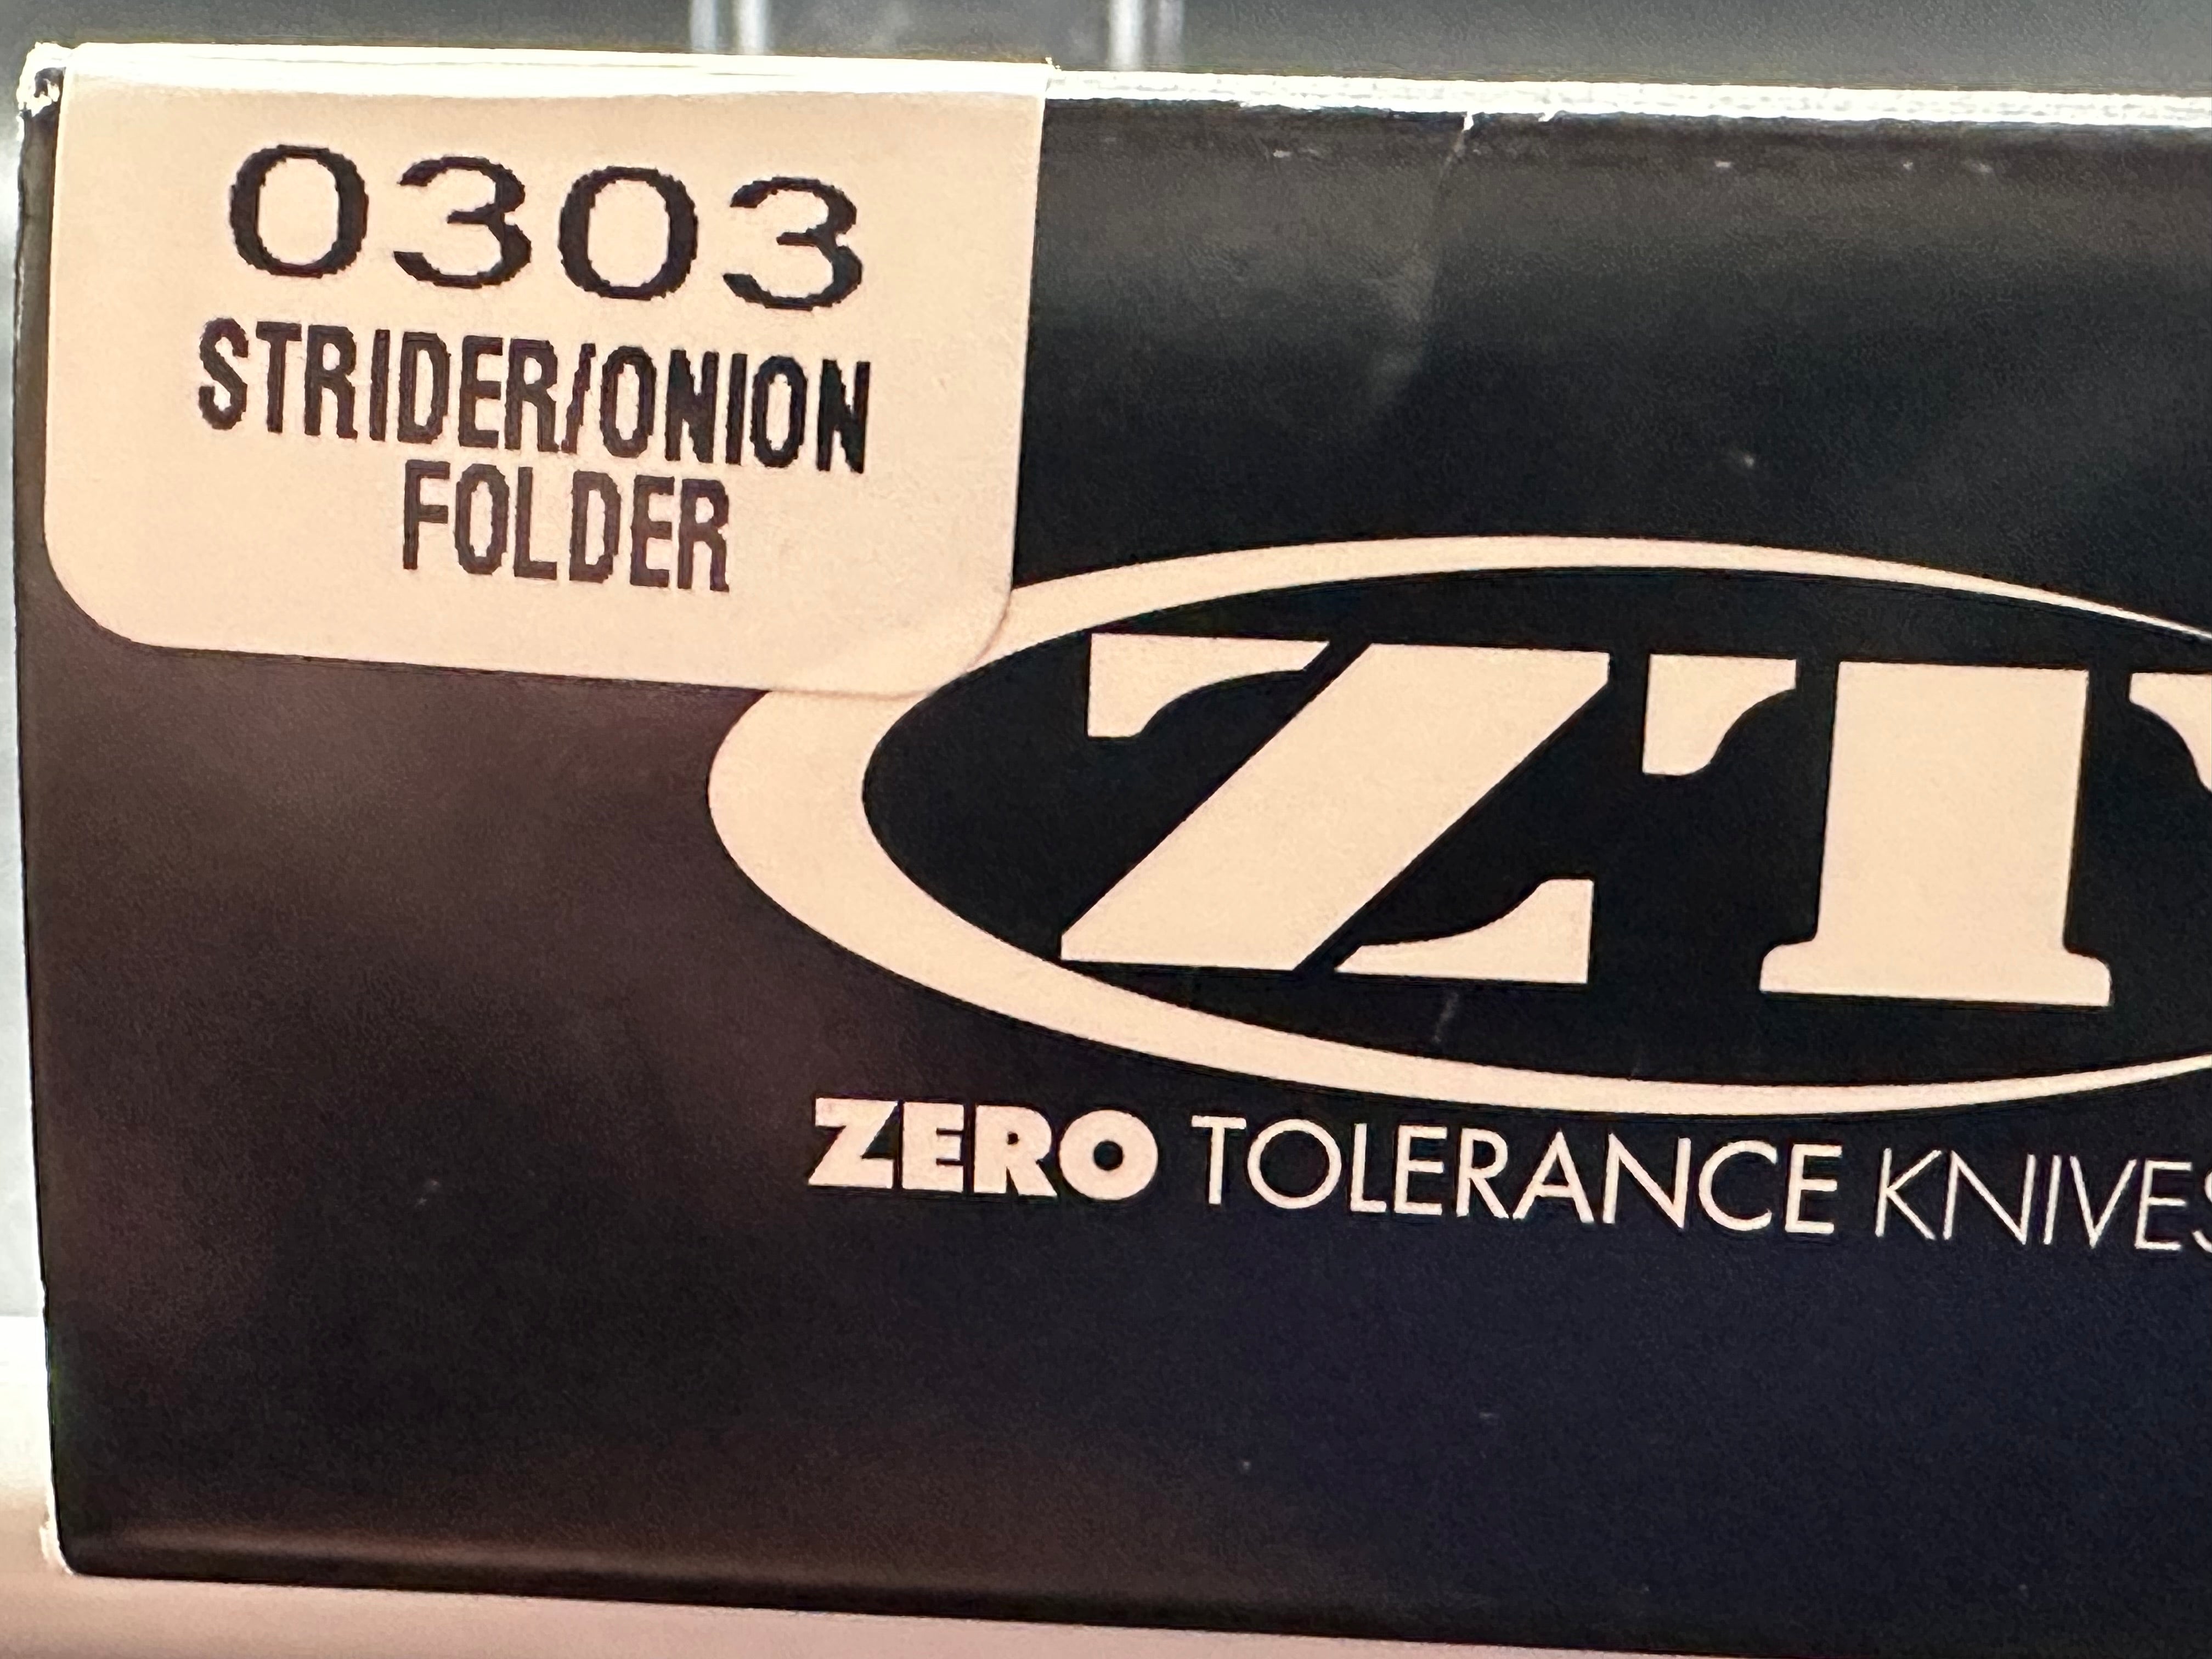 0303
STRIDER/ONION
FOLDER
ZT
ZERO TOLERANCE KNIVES